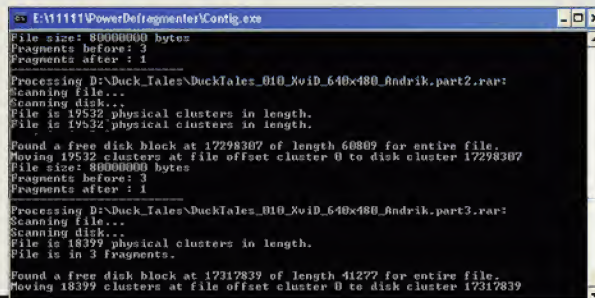 E:\11111\PowerDefragmenter\Contig.exe
File size: 80000000 bytes
Fragments before: 3
Fragments after : 1
------------------------
Processing D:\Duck_Tales\DuckTales_010_XviD_640x480_Andrik.part2.rar:
Scanning file...
Scanning disk...
File is 19532 physical clusters in length.
File is 19532 physical clusters in length.
Found a free disk block at 17298307 of length 60809 for entire file.
Moving 19532 clusters at file offset cluster 0 to disk cluster 17298307
File size: 80000000 bytes
Fragments before: 3
Fragments after : 1
------------------------
Processing D:\Duck_Tales\DuckTales_010_XviD_640x480_Andrik.part3.rar:
Scanning file...
Scanning disk...
File is 18399 physical clusters in length.
File is in 3 fragments.
Found a free disk block at 17317839 of length 41277 for entire file.
Moving 18399 clusters at file offset cluster 0 to disk cluster 17317839